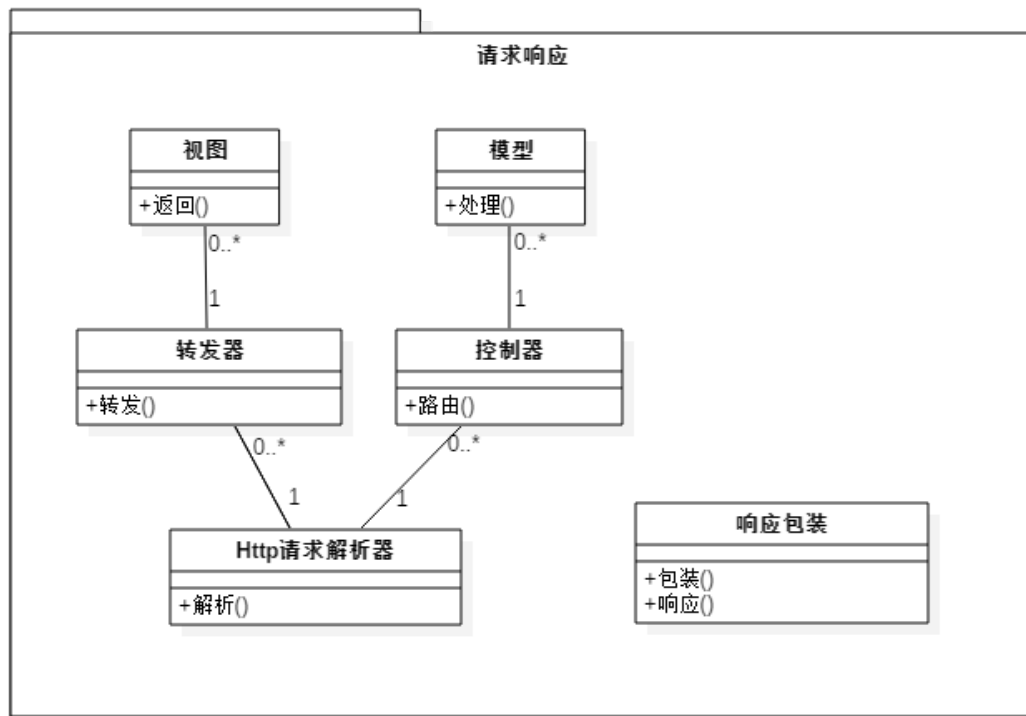 请求响应
视图
+返回()
模型
+处理()
0..*
0..*
1
1
转发器
+转发()
控制器
+路由()
0..*
0..*
1
1
Http请求解析器
+解析()
响应包装
+包装()
+响应()